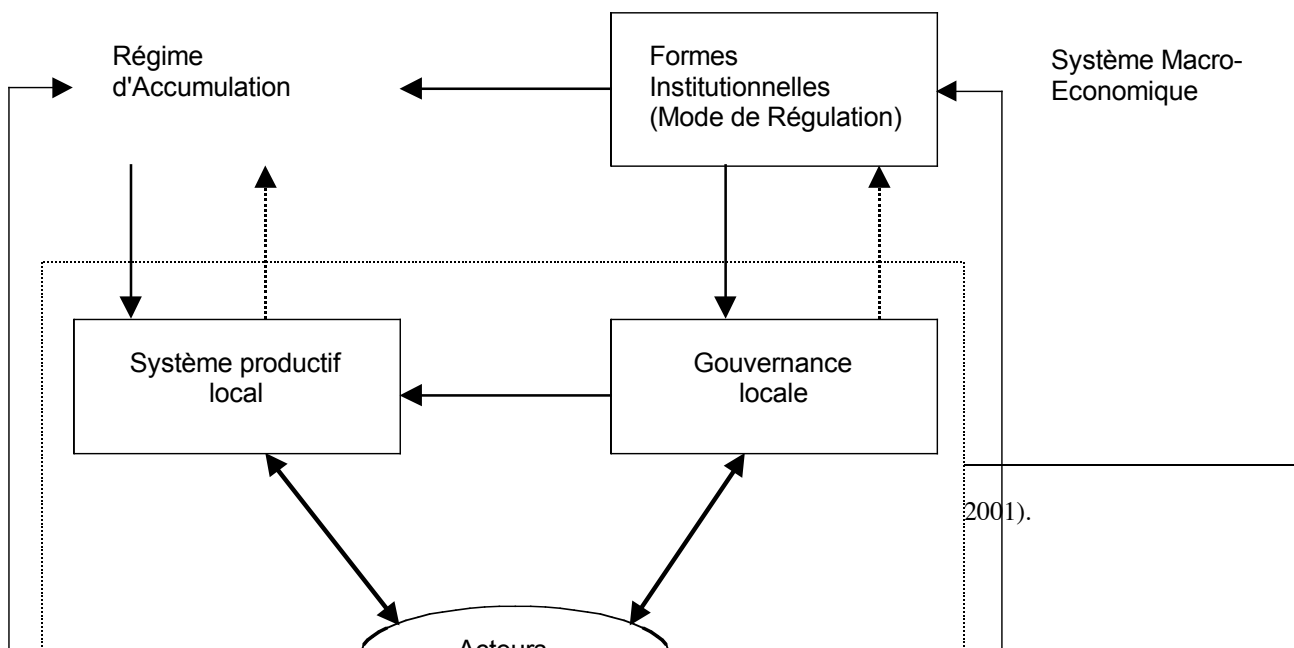 Régime
d'Accumulation
Formes
Institutionnelles
(Mode de Régulation)
Système Macro-
Economique
Système productif
local
Gouvernance
locale
2001).
Acteurs